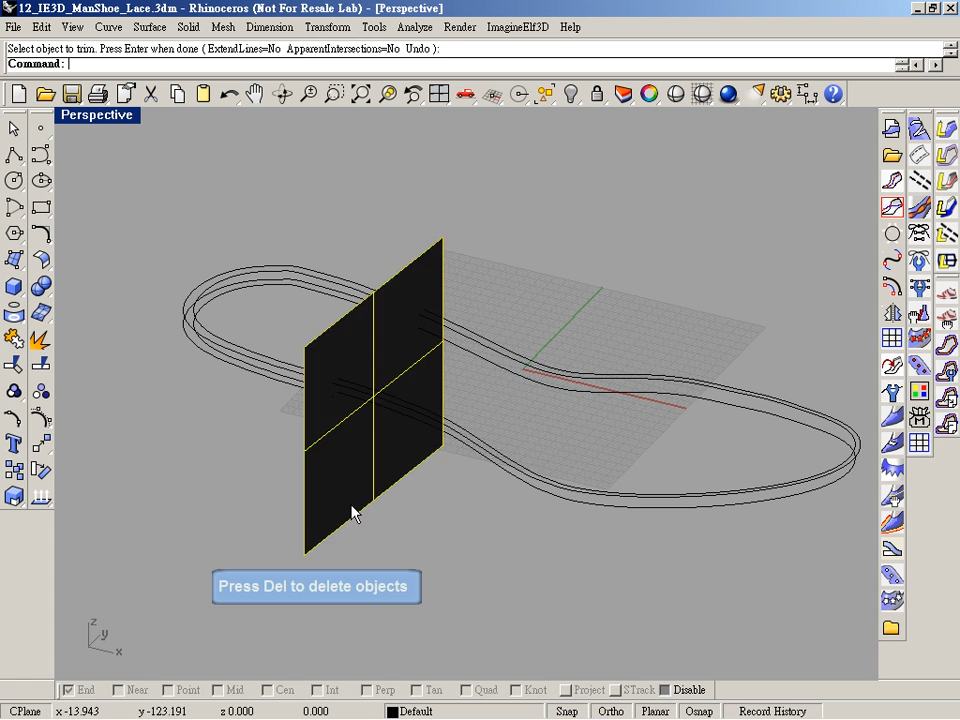 12_IE3D_ManShoe_Lace.3dm - Rhinoceros (Not For Resale Lab) - [Perspective]
File Edit View Curve Surface Solid Mesh Dimension Transform Tools Analyze Render ImagineElf3D Help
Select object to trim. Press Enter when done ( ExtendLines=No ApparentIntersections=No Undo ):
Command:
Perspective
Press Del to delete objects
z
y
x
End Near Point Mid Cen Int Perp Tan Quad Knot Project STrack Disable
CPlane x -13.943 y -123.191 z 0.000 0.000 Default Snap Ortho Planar Osnap Record History